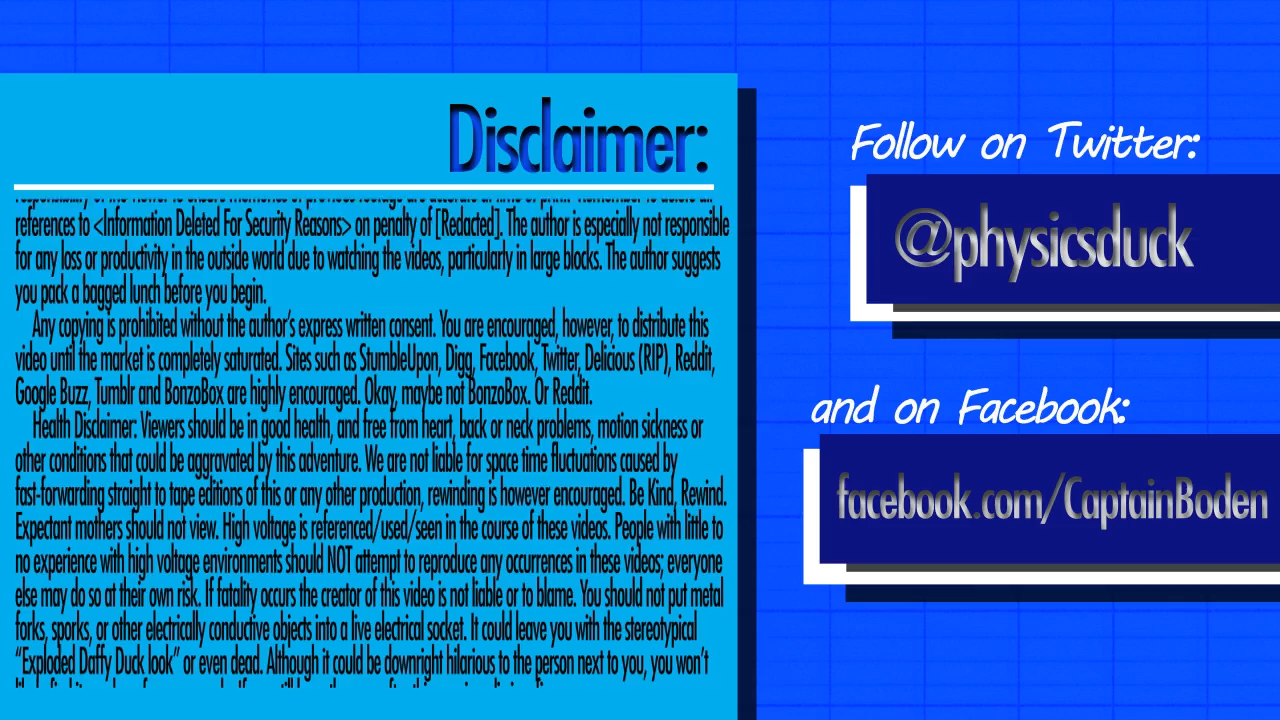 Disclaimer:
references to <Information Deleted For Security Reasons> on penalty of [Redacted]. The author is especially not responsible
for any loss or productivity in the outside world due to watching the videos, particularly in large blocks. The author suggests
you pack a bagged lunch before you begin.
Any copying is prohibited without the author's express written consent. You are encouraged, however, to distribute this
video until the market is completely saturated. Sites such as StumbleUpon, Digg, Facebook, Twitter, Delicious (RIP), Reddit,
Google Buzz, Tumblr and BonzoBox are highly encouraged. Okay, maybe not BonzoBox. Or Reddit.
Health Disclaimer: Viewers should be in good health, and free from heart, back or neck problems, motion sickness or
other conditions that could be aggravated by this adventure. We are not liable for space time fluctuations caused by
fast-forwarding straight to tape editions of this or any other production, rewinding is however encouraged. Be Kind, Rewind.
Expectant mothers should not view. High voltage is referenced/used/seen in the course of these videos. People with little to
no experience with high voltage environments should NOT attempt to reproduce any occurrences in these videos; everyone
else may do so at their own risk. If fatality occurs the creator of this video is not liable or to blame. You should not put metal
forks, sporks, or other electrically conductive objects into a live electrical socket. It could leave you with the stereotypical
“Exploded Daffy Duck look” or even dead. Although it could be downright hilarious to the person next to you, you won't
Follow on Twitter:
@physicsduck
and on Facebook:
facebook.com/CaptainBoden